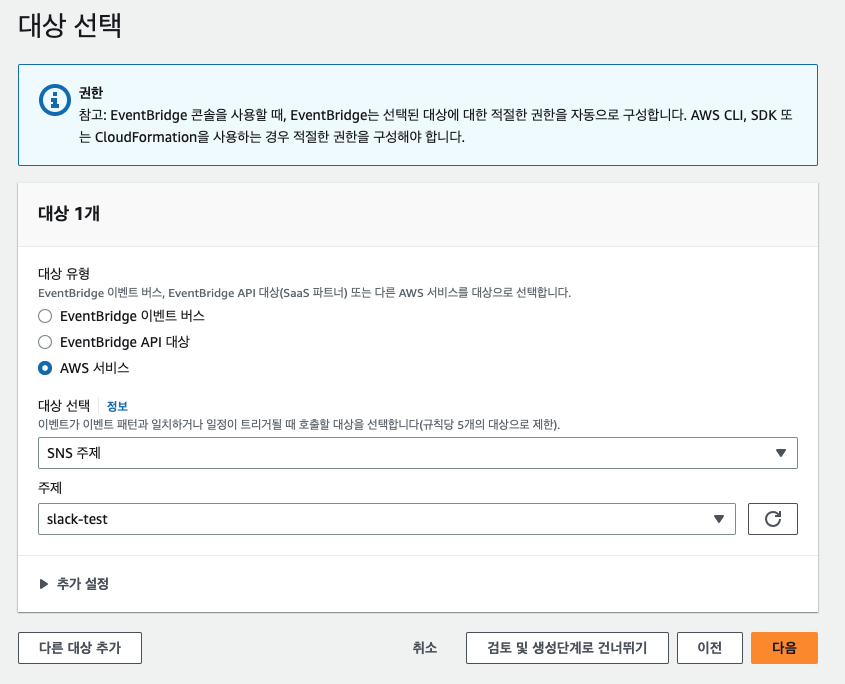 대상 선택
권한
참고: EventBridge 콘솔을 사용할 때, EventBridge는 선택된 대상에 대한 적절한 권한을 자동으로 구성합니다. AWS CLI, SDK 또
는 CloudFormation을 사용하는 경우 적절한 권한을 구성해야 합니다.
대상 1개
대상 유형
EventBridge 이벤트 버스, EventBridge API 대상(SaaS 파트너) 또는 다른 AWS 서비스를 대상으로 선택합니다.
EventBridge 이벤트 버스
EventBridge API 대상
AWS 서비스
대상 선택 정보
이벤트가 이벤트 패턴과 일치하거나 일정이 트리거될 때 호출할 대상을 선택합니다(규칙당 5개의 대상으로 제한).
SNS 주제
주제
slack-test
추가 설정
다른 대상 추가 취소 검토 및 생성단계로 건너뛰기 이전 다음